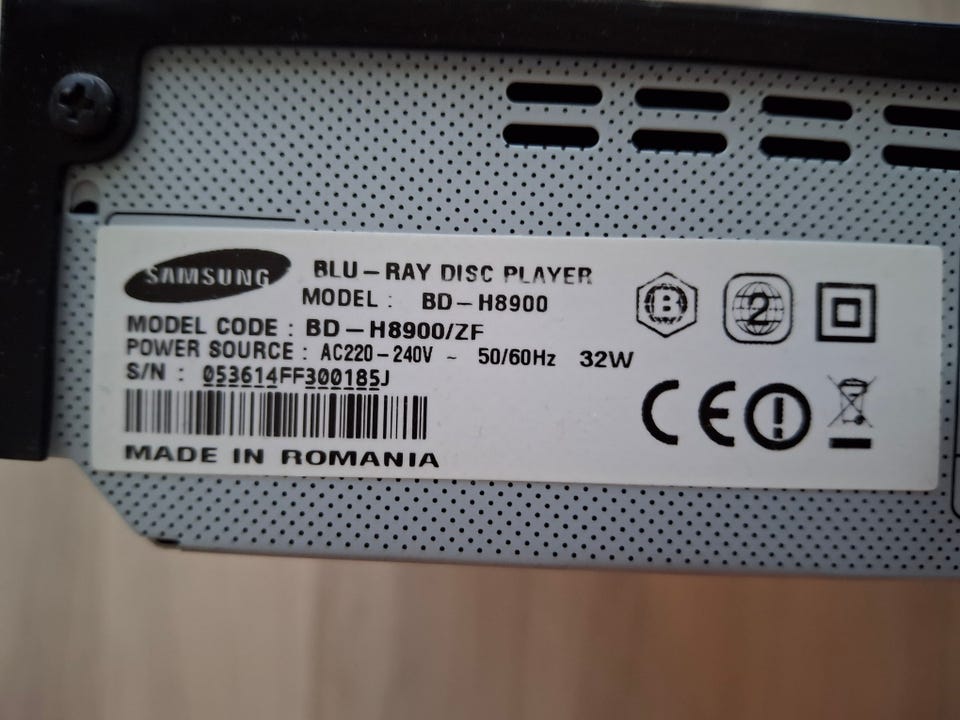 SAMSUNG
BLU-RAY DISC PLAYER
MODEL : BD-H8900
MODEL CODE : BD-H8900/ZF
POWER SOURCE : AC220-240V ~ 50/60Hz 32W
S/N : 053614FF300185J
MADE IN ROMANIA
B
2
CE